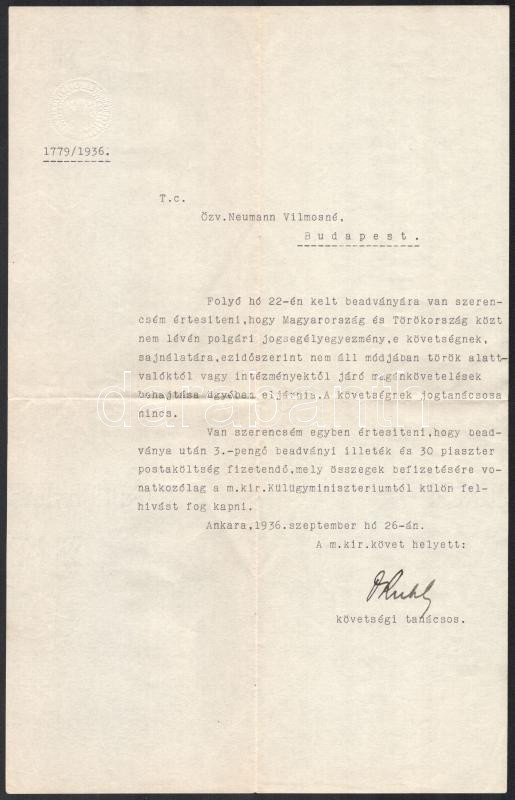 1779/1936.
T.c.
Özv.Neumann Vilmosné.
Budapest.
Folyó hó 22-én kelt beadványára van szeren-
csém értesiteni,hogy Magyarország és Törökország közt
nem lévén polgári jogsegélyegyezmény,e követségnek,
sajnálatára,ezidőszerint nem áll módjában török alatt-
valóktól vagy intézményektől járó magánkövetelések
behajtása ügyében eljárnia.A követségnek jogtanácsosa
nincs.
Van szerencsém egyben értesiteni,hogy bead-
ványa után 3.-pengő beadványi illeték és 30 piaszter
postaköltség fizetendő,mely összegek befizetésére vo-
natkozólag a m.kir.Külügyminiszteriumtól külön fel-
hivást fog kapni.
Ankara,1936.szeptember hó 26-án.
A m.kir.követ helyett:
követségi tanácsos.
darabanth